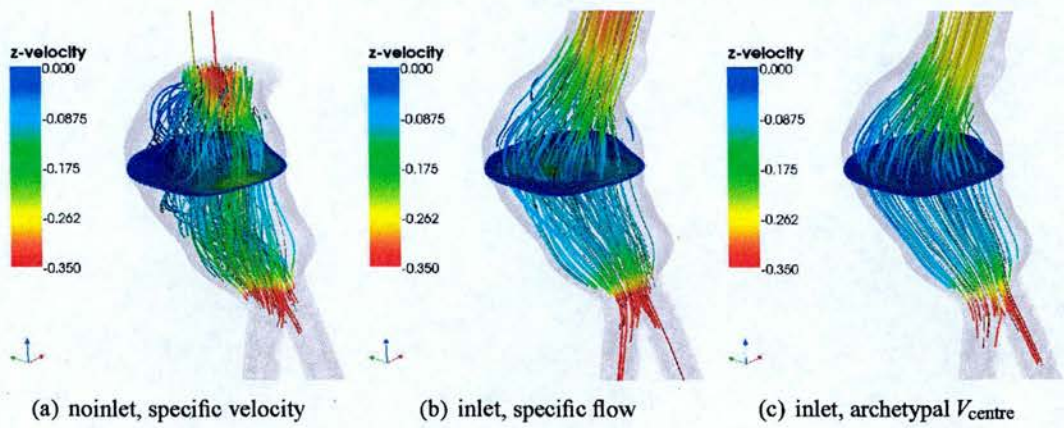 z-velocity
0.000
-0.0875
-0.175
-0.262
-0.350
z-velocity
0.000
-0.0875
-0.175
-0.262
-0.350
z-velocity
0.000
-0.0875
-0.175
-0.262
-0.350
(a) noinlet, specific velocity
(b) inlet, specific flow
(c) inlet, archetypal Vcentre